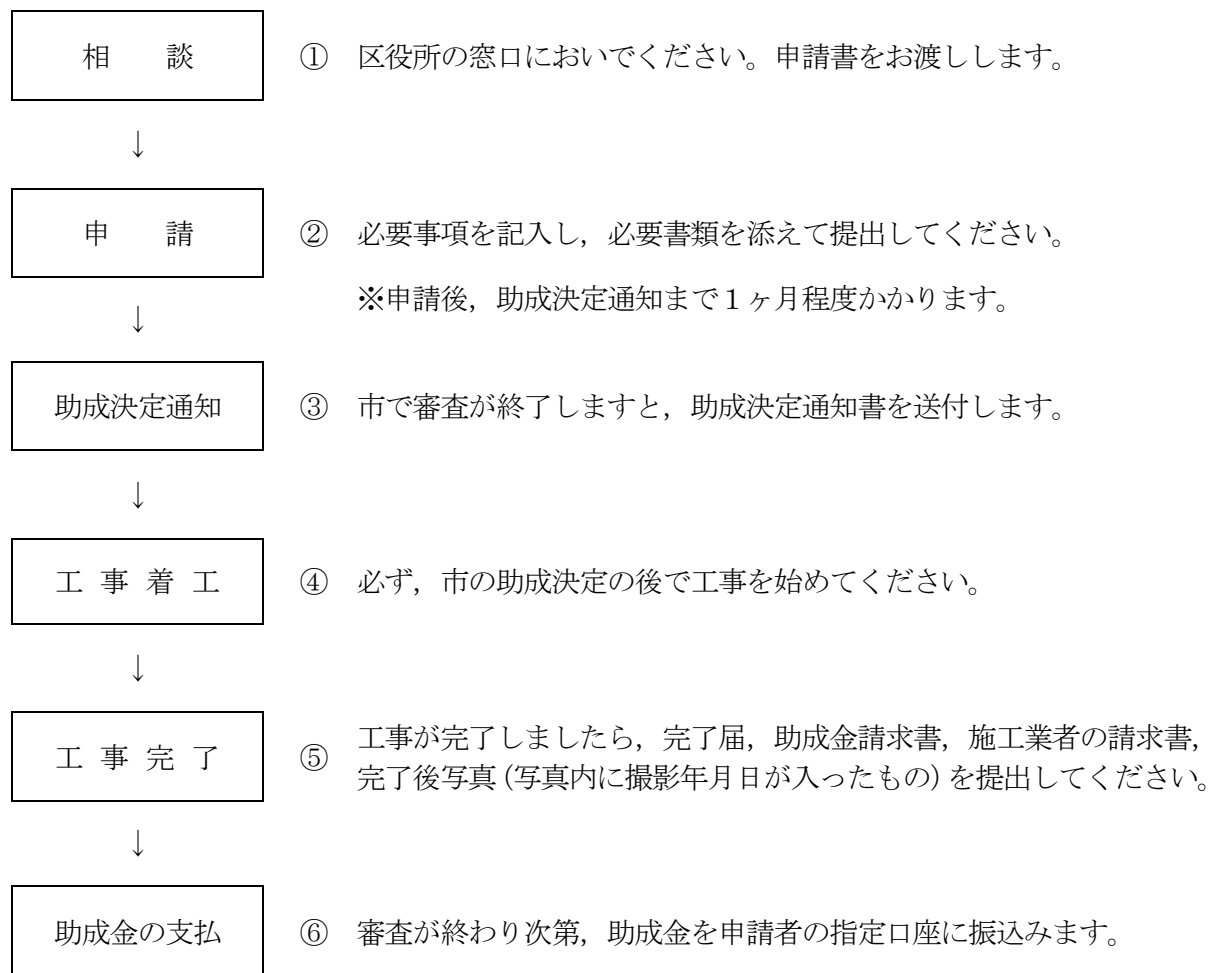 相　　談　①　区役所の窓口においでください。申請書をお渡しします。
↓
申　　請　②　必要事項を記入し，必要書類を添えて提出してください。
※申請後，助成決定通知まで１ヶ月程度かかります。
↓
助成決定通知　③　市で審査が終了しますと，助成決定通知書を送付します。
↓
工 事 着 工　④　必ず，市の助成決定の後で工事を始めてください。
↓
工 事 完 了　⑤　工事が完了しましたら，完了届，助成金請求書，施工業者の請求書，
完了後写真(写真内に撮影年月日が入ったもの)を提出してください。
↓
助成金の支払　⑥　審査が終わり次第，助成金を申請者の指定口座に振込みます。